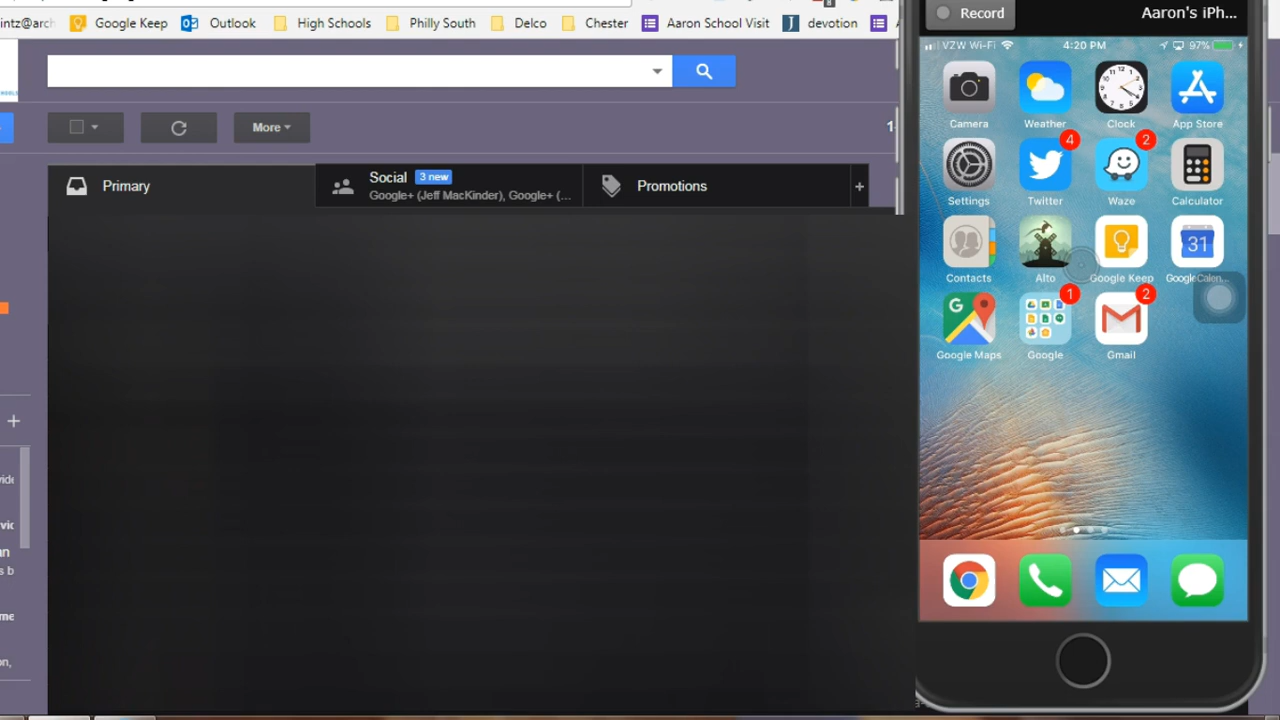 intz@arch
Google Keep
Outlook
High Schools
Philly South
Delco
Chester
Aaron School Visit
devotion
More
Primary
Social
3 new
Google+ (Jeff MacKinder), Google+ (...
Promotions
+
Record
Aaron's iPh...
VZW Wi-Fi
4:20 PM
97%
Camera
Weather
Clock
App Store
4
2
Settings
Twitter
Waze
Calculator
31
Contacts
Alto
Google Keep
Google Calen...
G
1
2
Google Maps
Google
Gmail